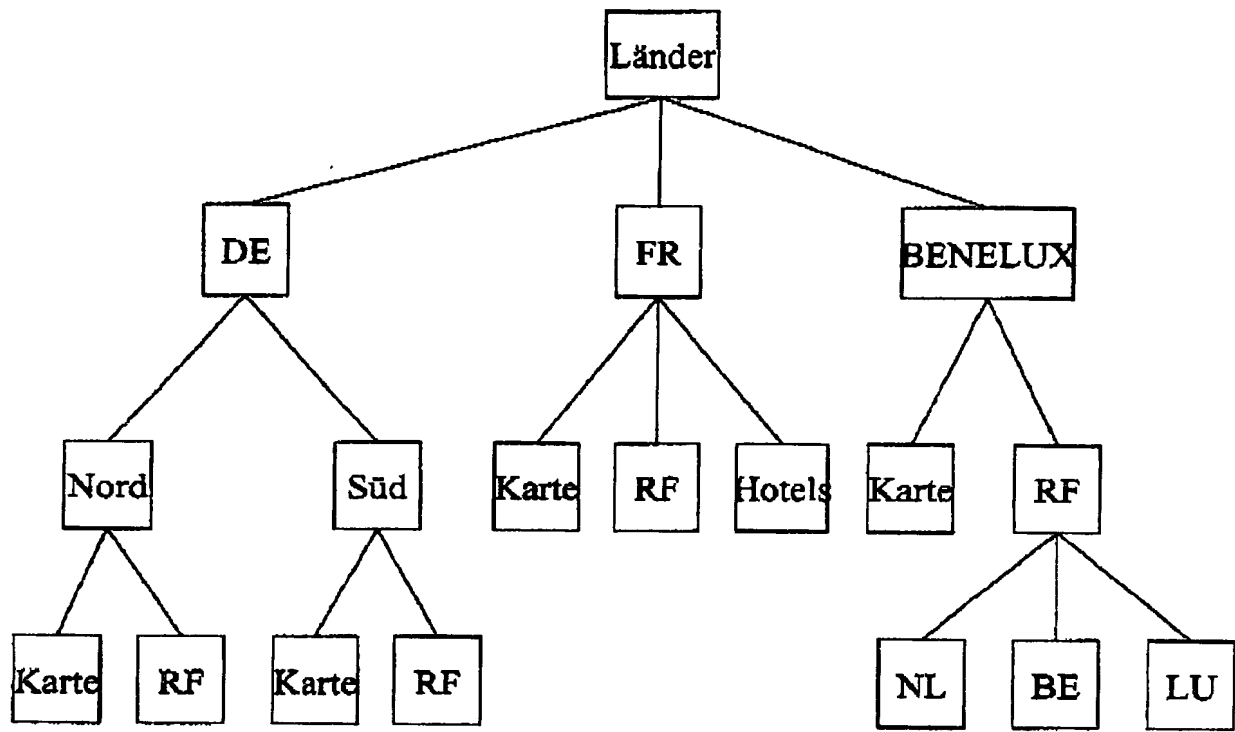 Länder
DE
FR
BENELUX
Nord
Süd
Karte
RF
Hotels
Karte
RF
Karte
RF
Karte
RF
NL
BE
LU